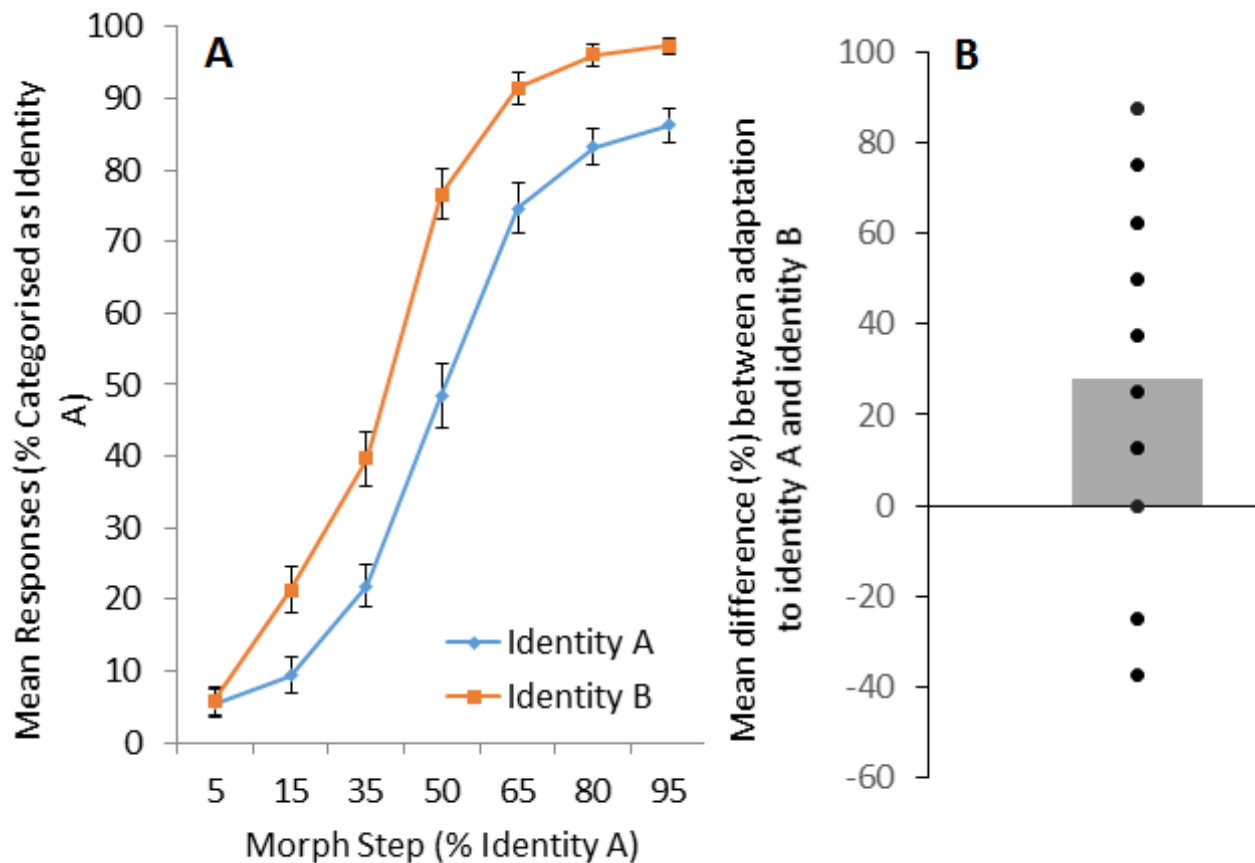 A
Mean Responses (% Categorised as Identity
A)
100
90
80
70
60
50
40
30
20
10
0
Identity A
Identity B
5 15 35 50 65 80 95
Morph Step (% Identity A)
B
Mean difference (%) between adaptation
to identity A and identity B
100
80
60
40
20
0
-20
-40
-60